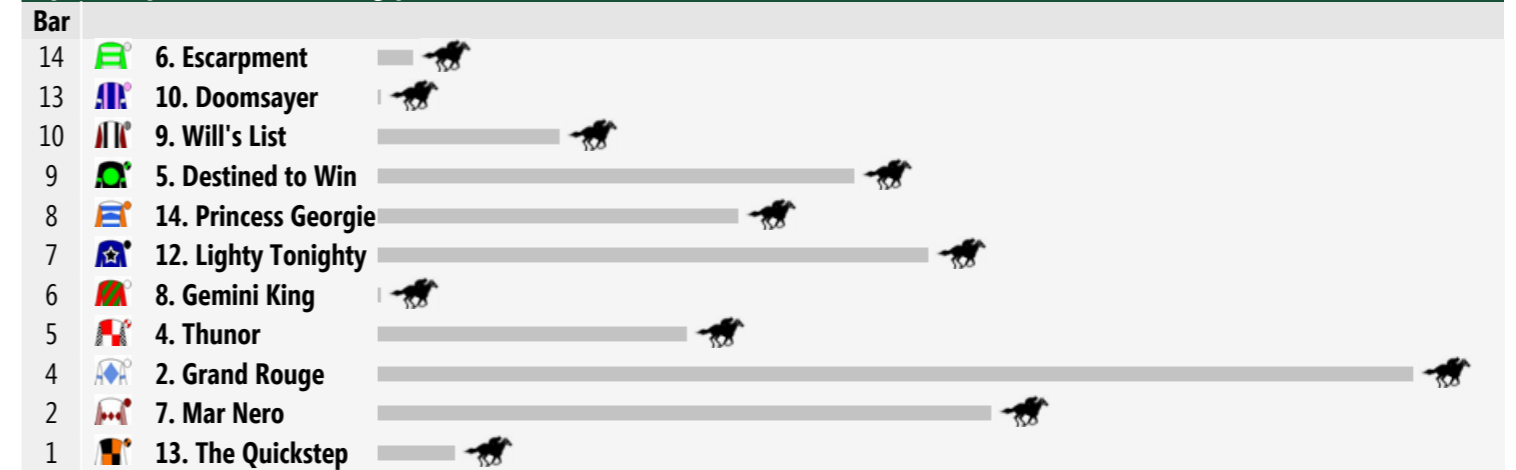 Bar
14 6. Escarpment
13 10. Doomsayer
10 9. Will's List
9 5. Destined to Win
8 14. Princess Georgie
7 12. Lighty Tonighty
6 8. Gemini King
5 4. Thunor
4 2. Grand Rouge
2 7. Mar Nero
1 13. The Quickstep